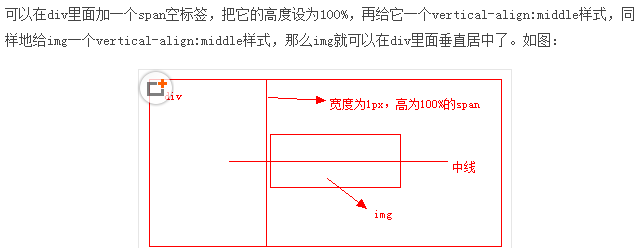 可以在div里面加一个span空标签，把它的高度设为100%，再给它一个vertical-align:middle样式，同
样地给img一个vertical-align:middle样式，那么img就可以在div里面垂直居中了。如图：
div
宽度为1px，高为100%的span
中线
img